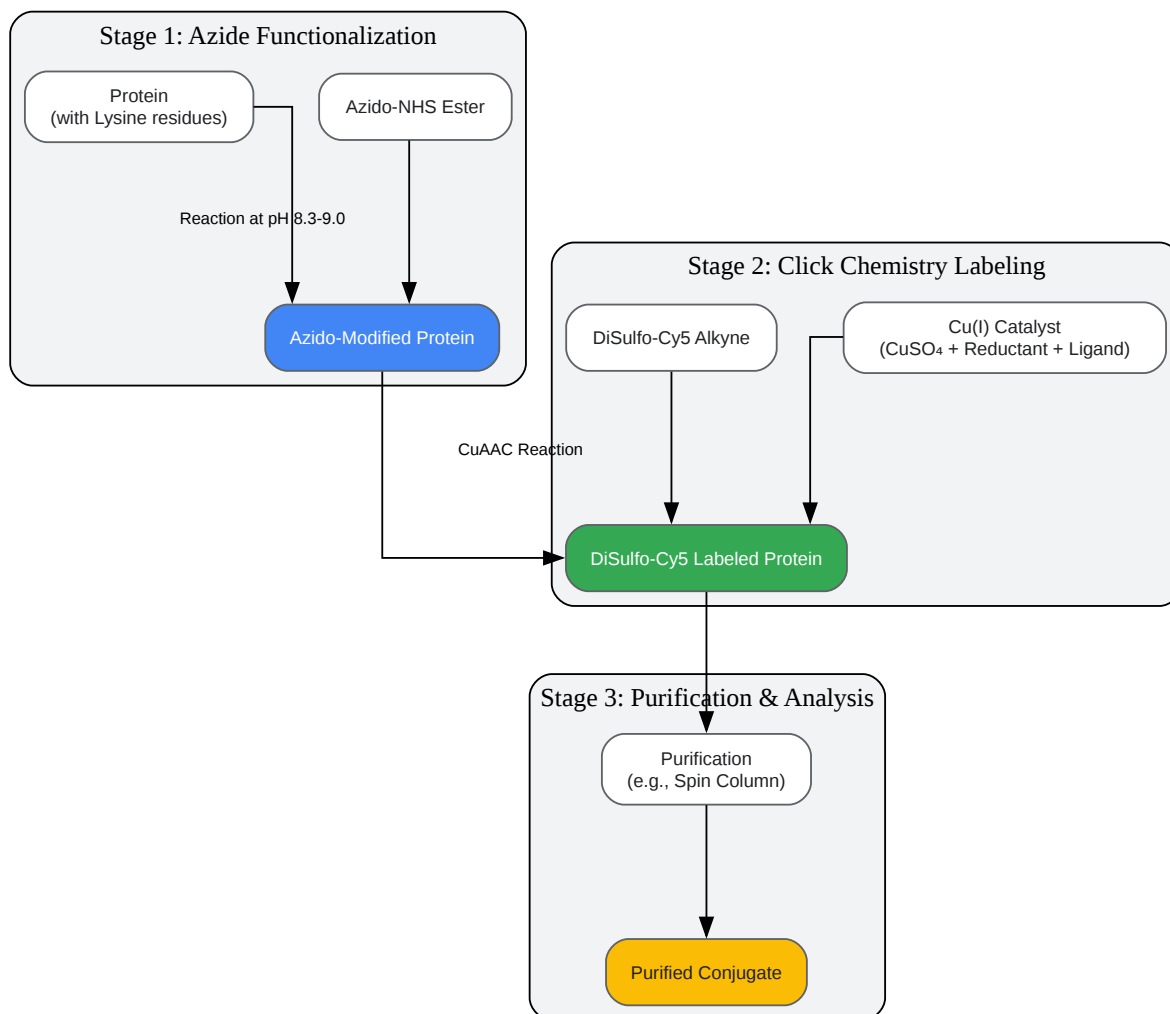 Stage 1: Azide Functionalization
Protein
(with Lysine residues)
Azido-NHS Ester
Reaction at pH 8.3-9.0
Azido-Modified Protein
Stage 2: Click Chemistry Labeling
DiSulfo-Cy5 Alkyne
Cu(I) Catalyst
(CuSO₄ + Reductant + Ligand)
CuAAC Reaction
DiSulfo-Cy5 Labeled Protein
Stage 3: Purification & Analysis
Purification
(e.g., Spin Column)
Purified Conjugate